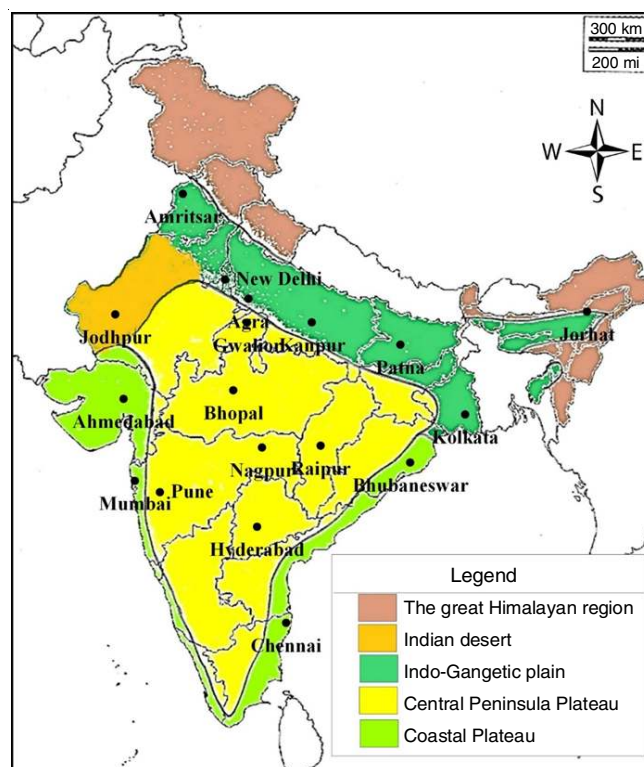 300 km
200 mi
N
W E
S
Amritsar
New Delhi
Agra
Jodhpur
Gwalior
Kanpur
Jorhat
Patna
Bhopal
Ahmedabad
Kolkata
Nagpur
Raipur
Bhubaneswar
Pune
Mumbai
Hyderabad
Chennai
Legend
The great Himalayan region
Indian desert
Indo-Gangetic plain
Central Peninsula Plateau
Coastal Plateau